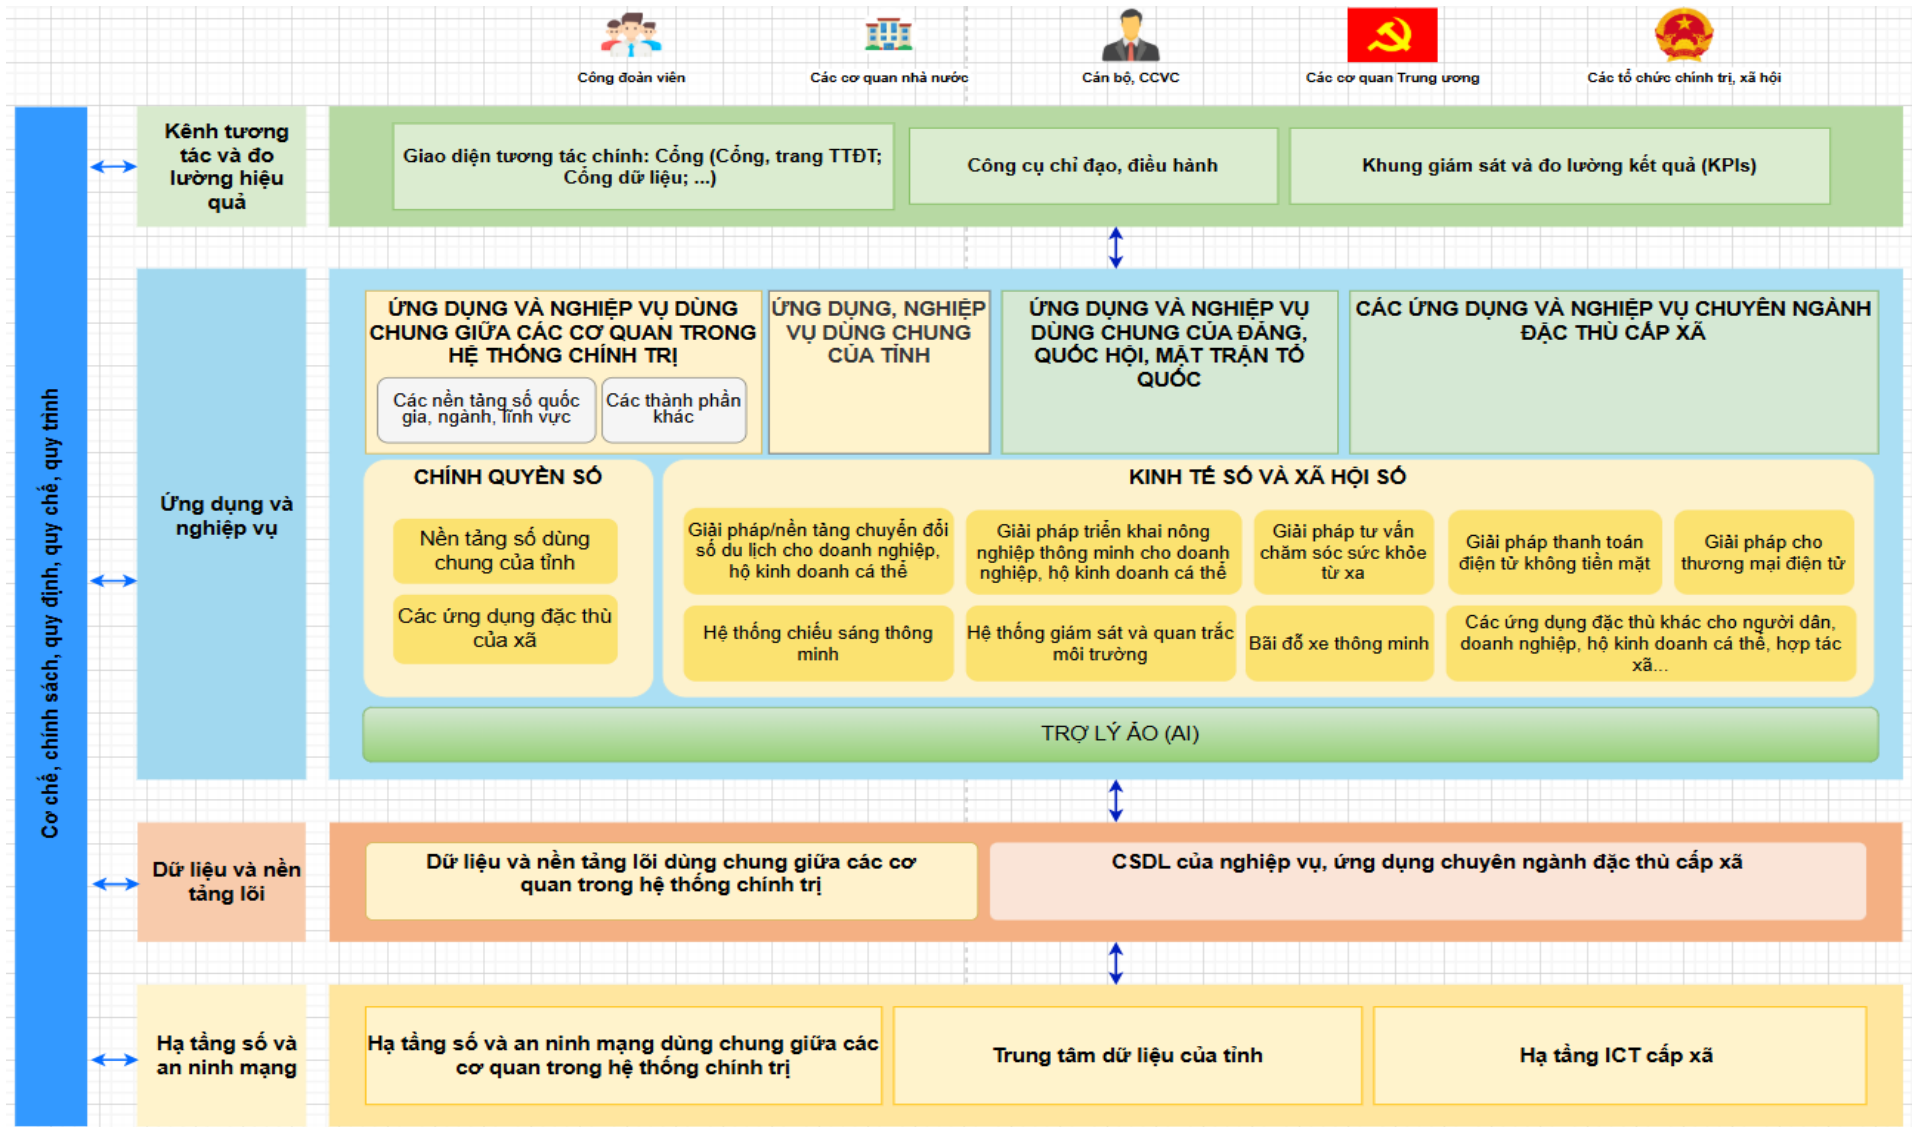 Công đoàn viên
Các cơ quan nhà nước
Cán bộ, CCVC
Các cơ quan Trung ương
Các tổ chức chính trị, xã hội
Cơ chế, chính sách, quy định, quy chế, quy trình
Kênh tương
tác và đo
lường hiệu
quả
Giao diện tương tác chính: Cổng (Cổng, trang TTĐT;
Cổng dữ liệu; ...)
Công cụ chỉ đạo, điều hành
Khung giám sát và đo lường kết quả (KPIs)
Ứng dụng và
nghiệp vụ
ỨNG DỤNG VÀ NGHIỆP VỤ DÙNG
CHUNG GIỮA CÁC CƠ QUAN TRONG
HỆ THỐNG CHÍNH TRỊ
Các nền tảng số quốc
gia, ngành, lĩnh vực
Các thành phần
khác
ỨNG DỤNG, NGHIỆP
VỤ DÙNG CHUNG
CỦA TỈNH
ỨNG DỤNG VÀ NGHIỆP VỤ
DÙNG CHUNG CỦA ĐẢNG,
QUỐC HỘI, MẶT TRẬN TỔ
QUỐC
CÁC ỨNG DỤNG VÀ NGHIỆP VỤ CHUYÊN NGÀNH
ĐẶC THÙ CẤP XÃ
CHÍNH QUYỀN SỐ
Nền tảng số dùng
chung của tỉnh
Các ứng dụng đặc thù
của xã
KINH TẾ SỐ VÀ XÃ HỘI SỐ
Giải pháp/nền tảng chuyển đổi
số du lịch cho doanh nghiệp,
hộ kinh doanh cá thể
Giải pháp triển khai nông
nghiệp thông minh cho doanh
nghiệp, hộ kinh doanh cá thể
Giải pháp tư vấn
chăm sóc sức khỏe
từ xa
Giải pháp thanh toán
điện tử không tiền mặt
Giải pháp cho
thương mại điện tử
Hệ thống chiếu sáng thông
minh
Hệ thống giám sát và quan trắc
môi trường
Bãi đỗ xe thông minh
Các ứng dụng đặc thù khác cho người dân,
doanh nghiệp, hộ kinh doanh cá thể, hợp tác
xã...
TRỢ LÝ ẢO (AI)
Dữ liệu và nền
tảng lõi
Dữ liệu và nền tảng lõi dùng chung giữa các cơ
quan trong hệ thống chính trị
CSDL của nghiệp vụ, ứng dụng chuyên ngành đặc thù cấp xã
Hạ tầng số và
an ninh mạng
Hạ tầng số và an ninh mạng dùng chung giữa các
cơ quan trong hệ thống chính trị
Trung tâm dữ liệu của tỉnh
Hạ tầng ICT cấp xã